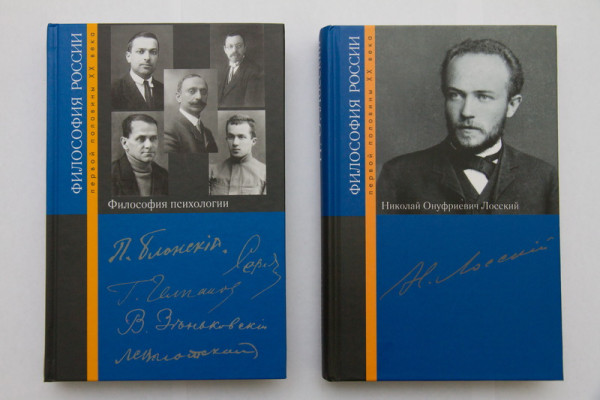 ФИЛОСОФИЯ РОССИИ
первой половины XX века
Философия психологии
П. Блонскій.
Г. Челпанов
В. Зѣньковскій
ЛСВыготский
ФИЛОСОФИЯ РОССИИ
первой половины XX века
Николай Онуфриевич Лосский
Н. Лосскій